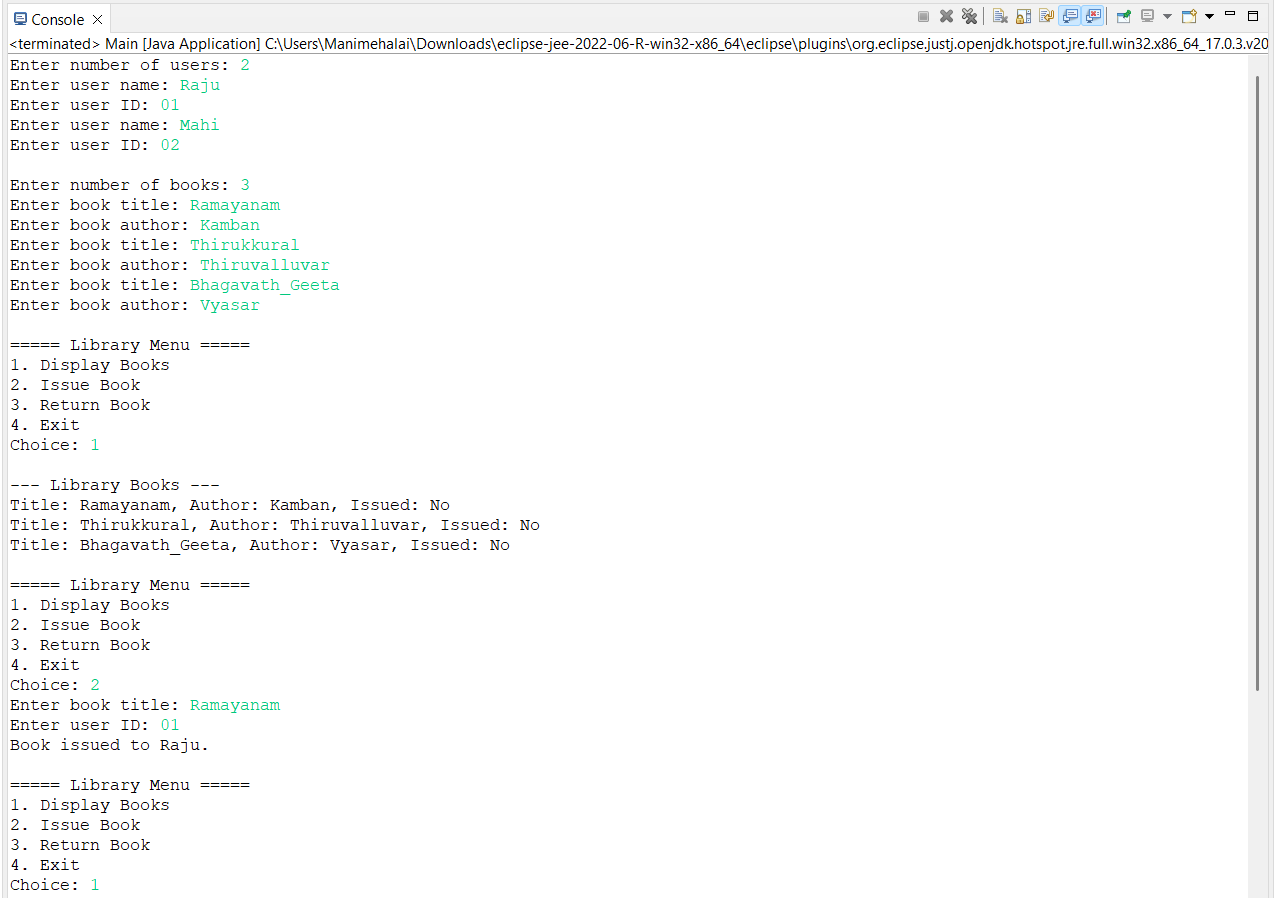 Console
<terminated> Main [Java Application] C:\Users\Manimehalai\Downloads\eclipse-jee-2022-06-R-win32-x86_64\eclipse\plugins\org.eclipse.justj.openjdk.hotspot.jre.full.win32.x86_64_17.0.3.v20
Enter number of users: 2
Enter user name: Raju
Enter user ID: 01
Enter user name: Mahi
Enter user ID: 02
Enter number of books: 3
Enter book title: Ramayanam
Enter book author: Kamban
Enter book title: Thirukkural
Enter book author: Thiruvalluvar
Enter book title: Bhagavath_Geeta
Enter book author: Vyasar
===== Library Menu =====
1. Display Books
2. Issue Book
3. Return Book
4. Exit
Choice: 1
--- Library Books ---
Title: Ramayanam, Author: Kamban, Issued: No
Title: Thirukkural, Author: Thiruvalluvar, Issued: No
Title: Bhagavath_Geeta, Author: Vyasar, Issued: No
===== Library Menu =====
1. Display Books
2. Issue Book
3. Return Book
4. Exit
Choice: 2
Enter book title: Ramayanam
Enter user ID: 01
Book issued to Raju.
===== Library Menu =====
1. Display Books
2. Issue Book
3. Return Book
4. Exit
Choice: 1